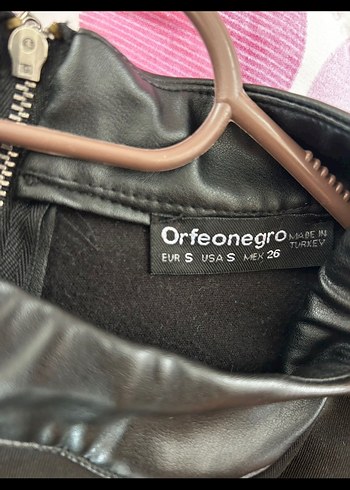 Orfeonegro MADE IN TURKEY
EUR S USA S MEX 26